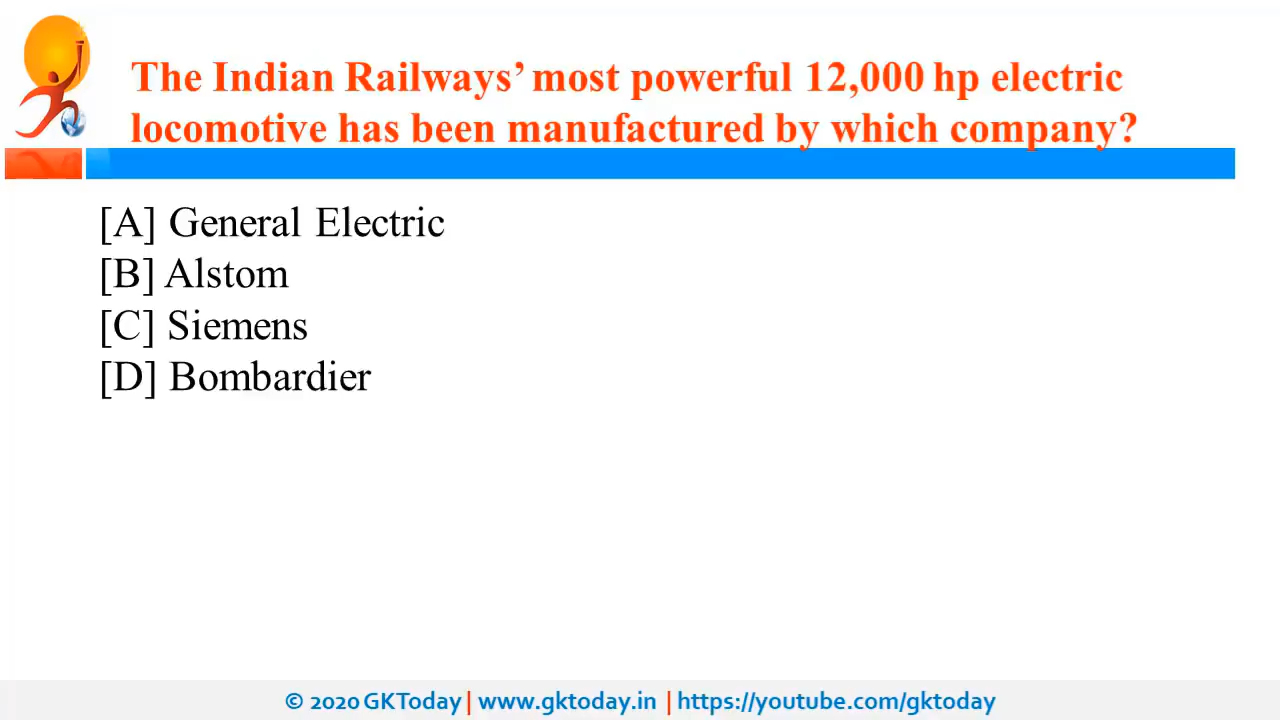 The Indian Railways’ most powerful 12,000 hp electric
locomotive has been manufactured by which company?
[A] General Electric
[B] Alstom
[C] Siemens
[D] Bombardier
© 2020 GKToday | www.gktoday.in | https://youtube.com/gktoday